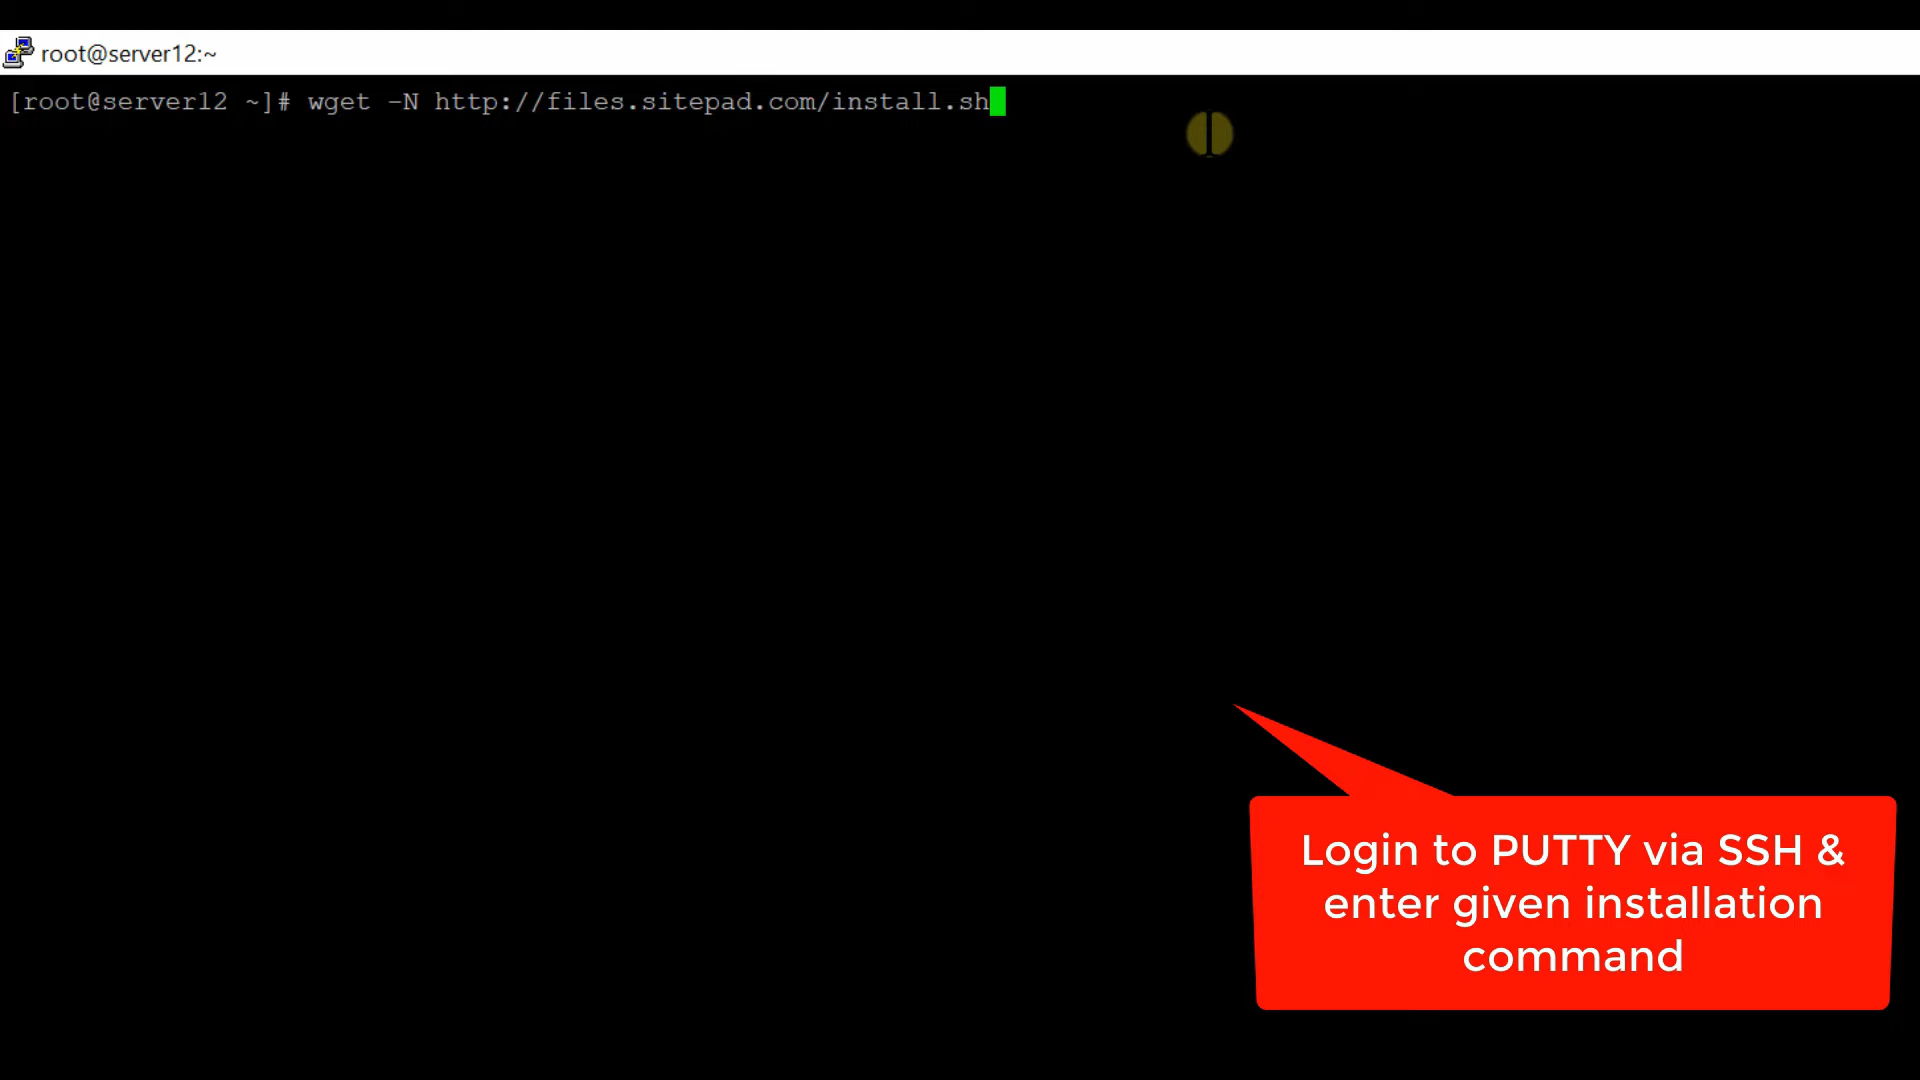 root@server12:~
[root@server12 ~]# wget -N http://files.sitepad.com/install.sh
Login to PUTTY via SSH &
enter given installation
command